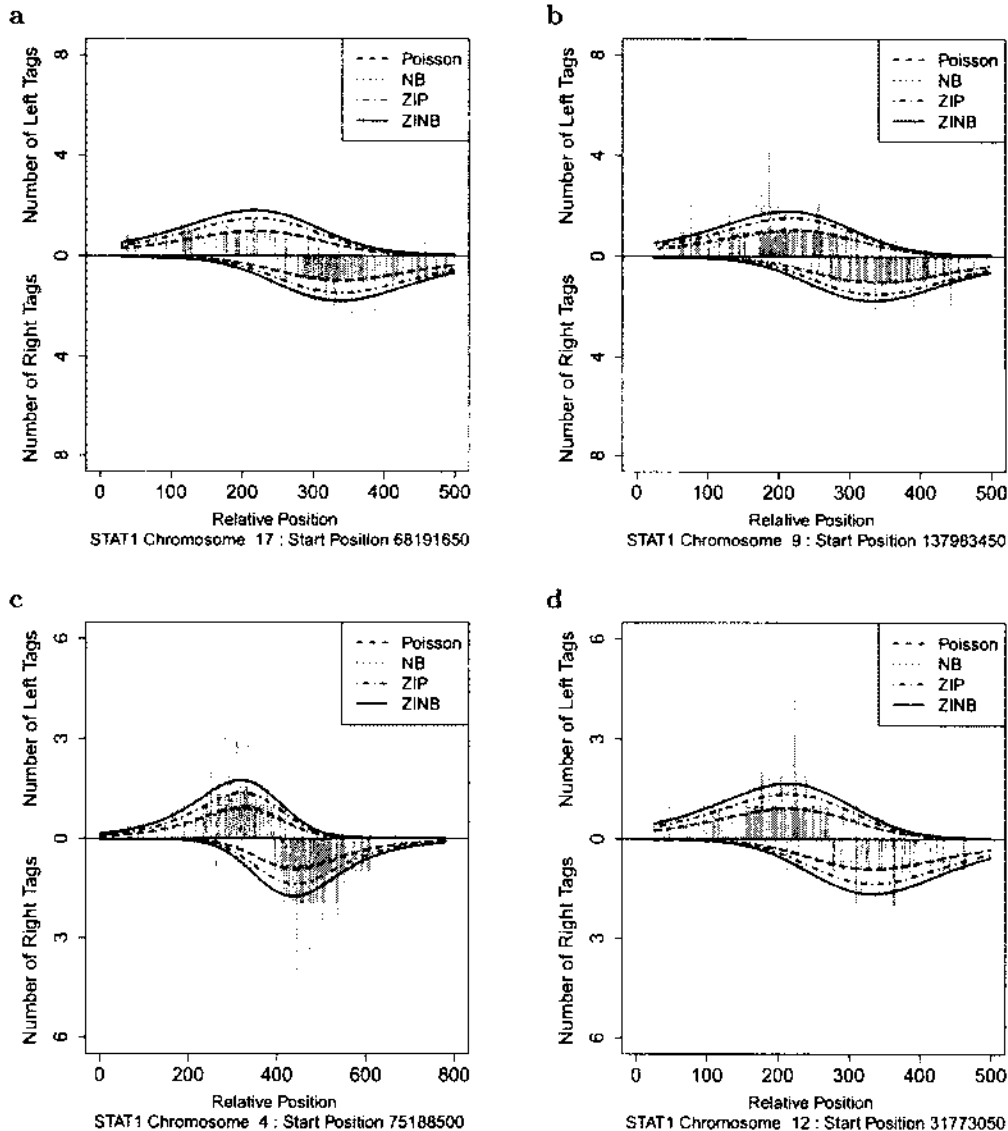 a
8
4
0
4
8
Number of Left Tags
Number of Right Tags
Poisson
NB
ZIP
ZINB
0 100 200 300 400 500
Relative Position
STAT1 Chromosome 17 : Start Position 68191650
b
8
4
0
4
8
Number of Left Tags
Number of Right Tags
Poisson
NB
ZIP
ZINB
0 100 200 300 400 500
Relative Position
STAT1 Chromosome 9 : Start Position 137983450
c
6
3
0
3
6
Number of Left Tags
Number of Right Tags
Poisson
NB
ZIP
ZINB
0 200 400 600 800
Relative Position
STAT1 Chromosome 4 : Start Position 75188500
d
6
3
0
3
6
Number of Left Tags
Number of Right Tags
Poisson
NB
ZIP
ZINB
0 100 200 300 400 500
Relative Position
STAT1 Chromosome 12 : Start Position 31773050